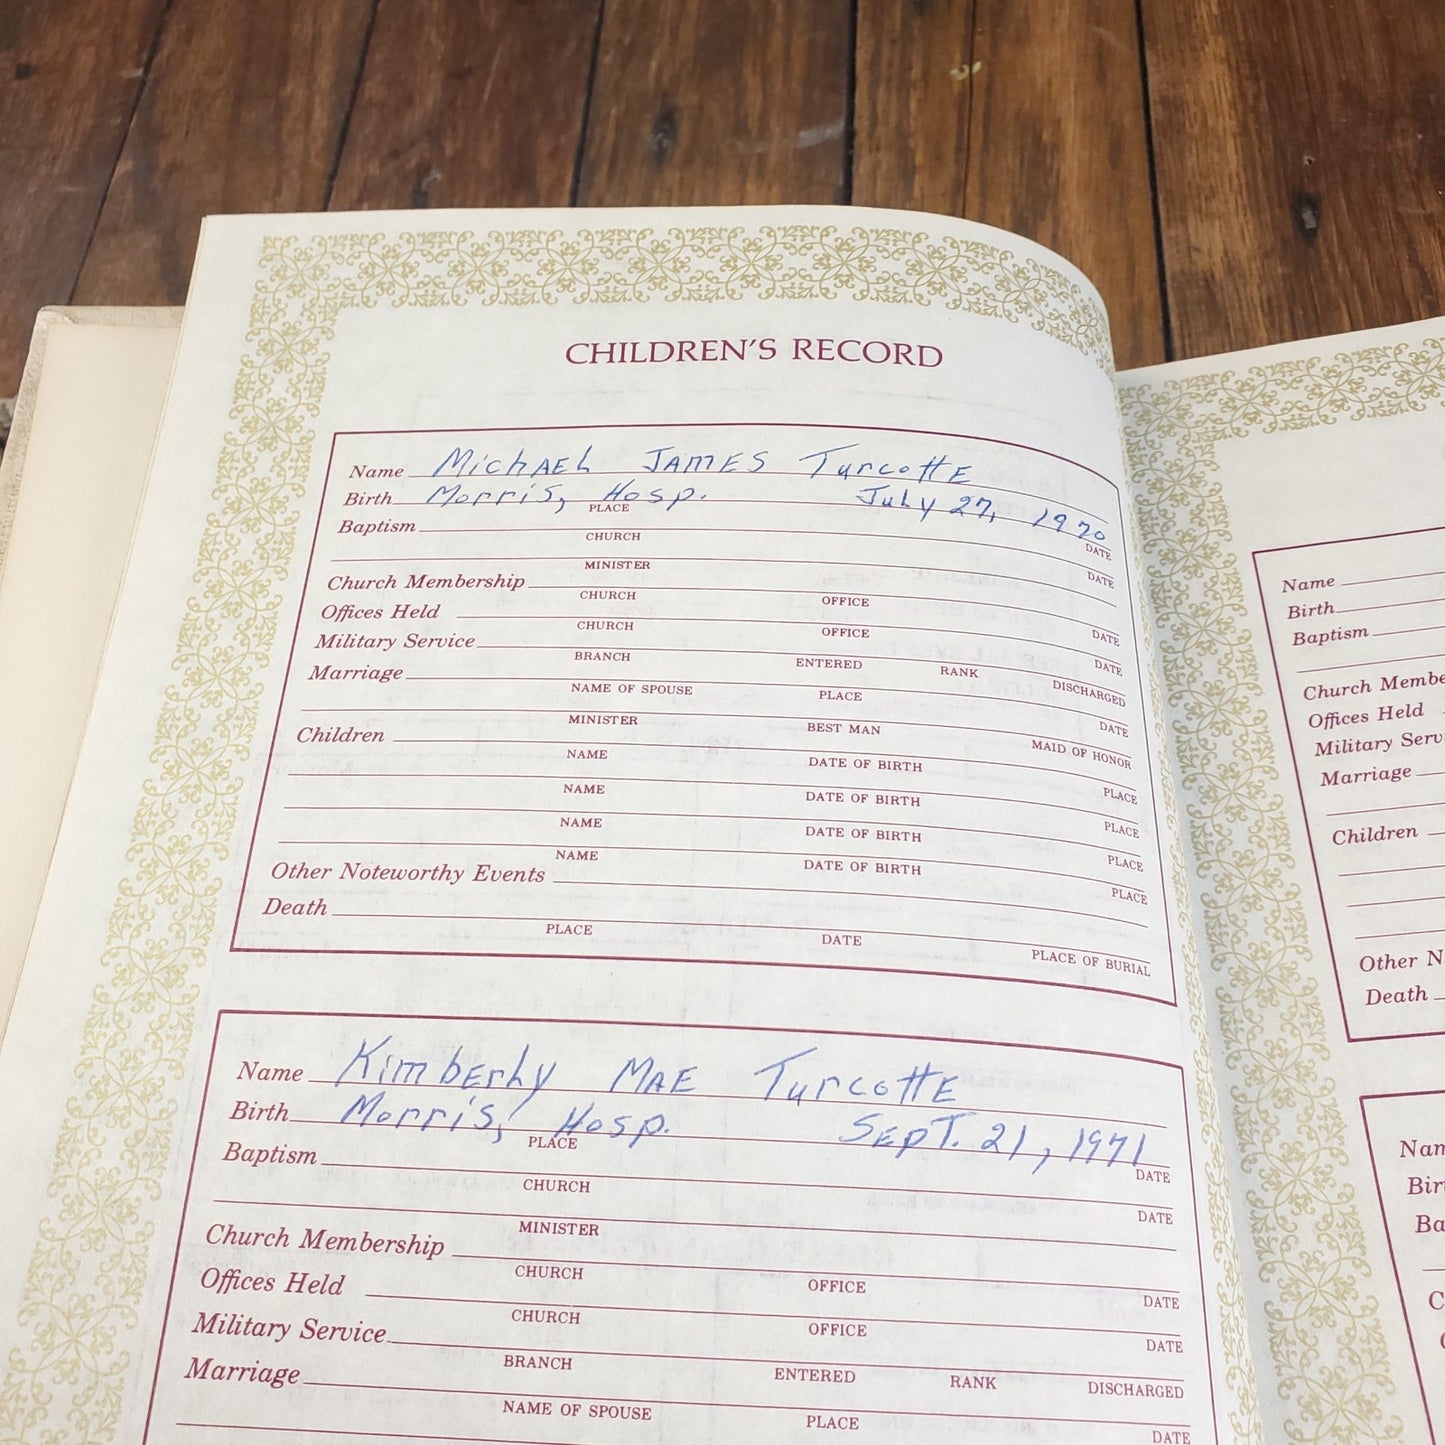 CHILDREN'S RECORD
Name MichAEL JAMES TurcottE
Birth Morris, Hosp. July 27, 1970
PLACE DATE
Baptism
CHURCH DATE
MINISTER
Church Membership
CHURCH OFFICE DATE
Offices Held
CHURCH OFFICE DATE
Military Service
BRANCH ENTERED RANK DISCHARGED
Marriage
NAME OF SPOUSE PLACE DATE
MINISTER BEST MAN MAID OF HONOR
Children
NAME DATE OF BIRTH PLACE
NAME DATE OF BIRTH PLACE
NAME DATE OF BIRTH PLACE
NAME DATE OF BIRTH PLACE
Other Noteworthy Events
Death
PLACE DATE PLACE OF BURIAL
Name KimbErLy MAE TurcottE
Birth Morris, Hosp. SEpT. 21, 1971
PLACE DATE
Baptism
CHURCH DATE
MINISTER
Church Membership
CHURCH OFFICE DATE
Offices Held
CHURCH OFFICE DATE
Military Service
BRANCH ENTERED RANK DISCHARGED
Marriage
NAME OF SPOUSE PLACE DATE
Name
Birth
Baptism
Church Membe
Offices Held
Military Serv
Marriage
Children
Other N
Death
Nam
Bir
Ba
C